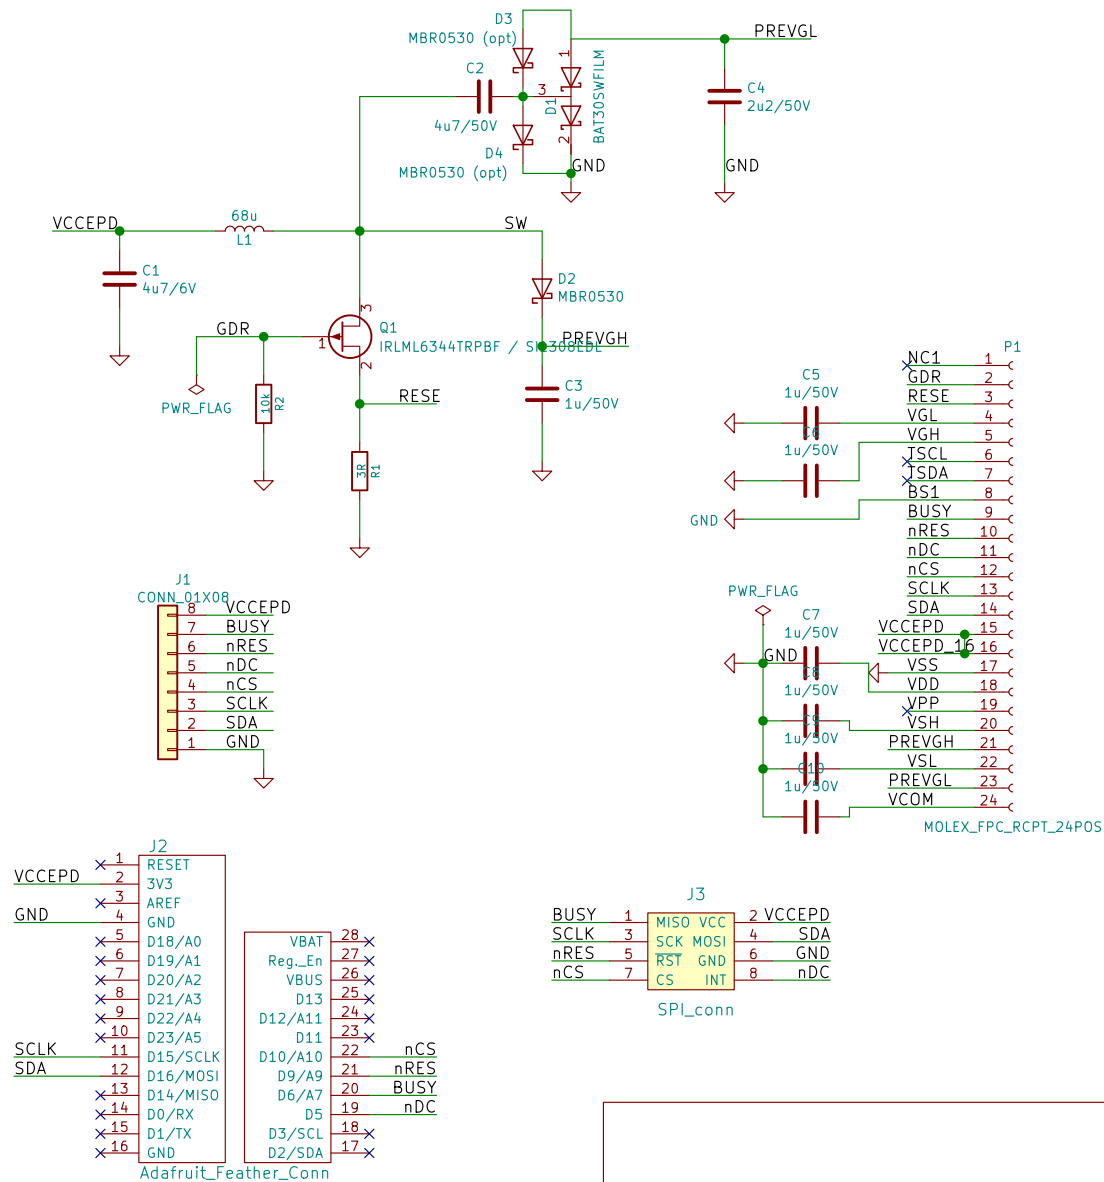 D3
MBR0530 (opt)
PREVGL
C2
1
3
D1
BAT30SWFILM
C4
2u2/50V
4u7/50V
2
D4
MBR0530 (opt)
GND
GND
VCCEPD
68u
L1
SW
C1
4u7/6V
D2
MBR0530
3
GDR
1
Q1
IRLML6344TRPBF /
2
PREVGH
PWR_FLAG
10k
R2
RESE
C3
1u/50V
3R
R1
P1
NC1 1
GDR 2
RESE 3
VGL 4
VGH 5
TSCL 6
TSDA 7
BS1 8
BUSY 9
nRES 10
nDC 11
nCS 12
SCLK 13
SDA 14
VCCEPD 15
VCCEPD_16 16
VSS 17
VDD 18
VPP 19
VSH 20
PREVGH 21
VSL 22
PREVGL 23
VCOM 24
MOLEX_FPC_RCPT_24POS
C5
1u/50V
C6
1u/50V
GND
PWR_FLAG
C7
1u/50V
GND
C8
1u/50V
C9
1u/50V
C10
1u/50V
J1
CONN_01X08
8 VCCEPD
7 BUSY
6 nRES
5 nDC
4 nCS
3 SCLK
2 SDA
1 GND
J2
1 RESET
VCCEPD 2 3V3
3 AREF
GND 4 GND
5 D18/A0
6 D19/A1
7 D20/A2
8 D21/A3
9 D22/A4
10 D23/A5
SCLK 11 D15/SCLK
SDA 12 D16/MOSI
13 D14/MISO
14 D0/RX
15 D1/TX
16 GND
VBAT 28
Reg._En 27
VBUS 26
D13 25
D12/A11 24
D11 23
D10/A10 22 nCS
D9/A9 21 nRES
D6/A7 20 BUSY
D5 19 nDC
D3/SCL 18
D2/SDA 17
Adafruit_Feather_Conn
J3
BUSY 1 MISO VCC 2 VCCEPD
SCLK 3 SCK MOSI 4 SDA
nRES 5 RST GND 6 GND
nCS 7 CS INT 8 nDC
SPI_conn